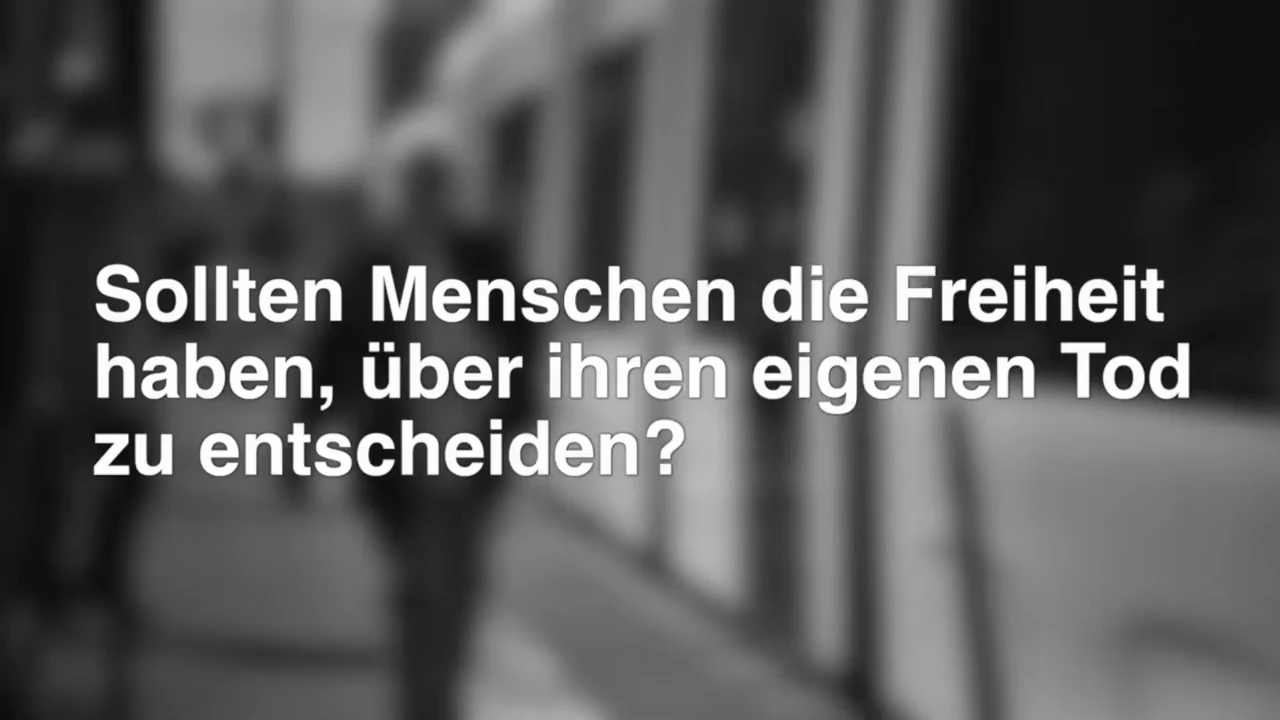 Sollten Menschen die Freiheit
haben, über ihren eigenen Tod
zu entscheiden?